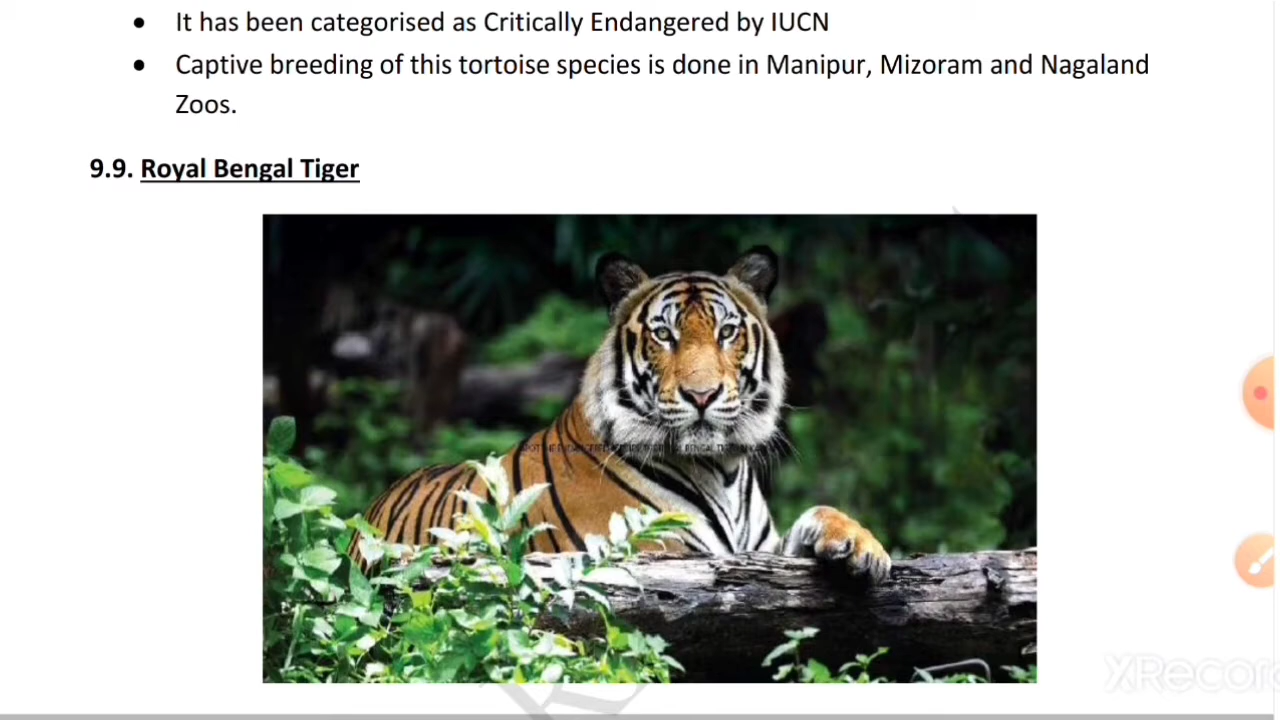 • It has been categorised as Critically Endangered by IUCN
• Captive breeding of this tortoise species is done in Manipur, Mizoram and Nagaland
Zoos.
9.9. Royal Bengal Tiger
XRecor